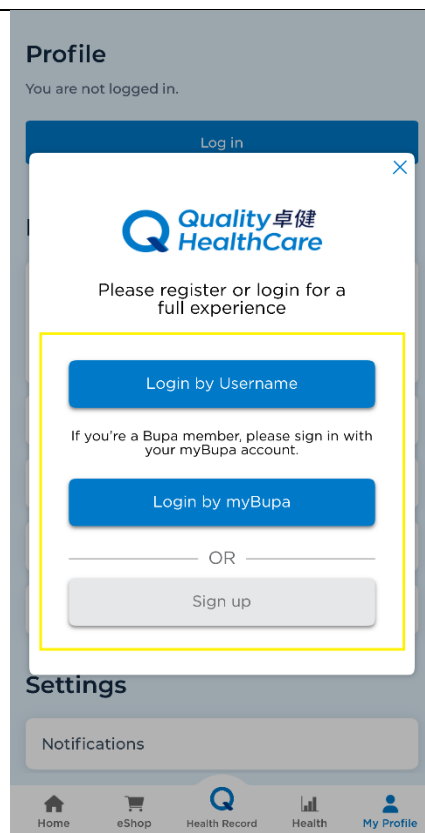 Profile
You are not logged in.
Log in
Quality 卓健
HealthCare
Please register or login for a
full experience
Login by Username
If you're a Bupa member, please sign in with
your myBupa account.
Login by myBupa
OR
Sign up
Settings
Notifications
Home eShop Health Record Health My Profile